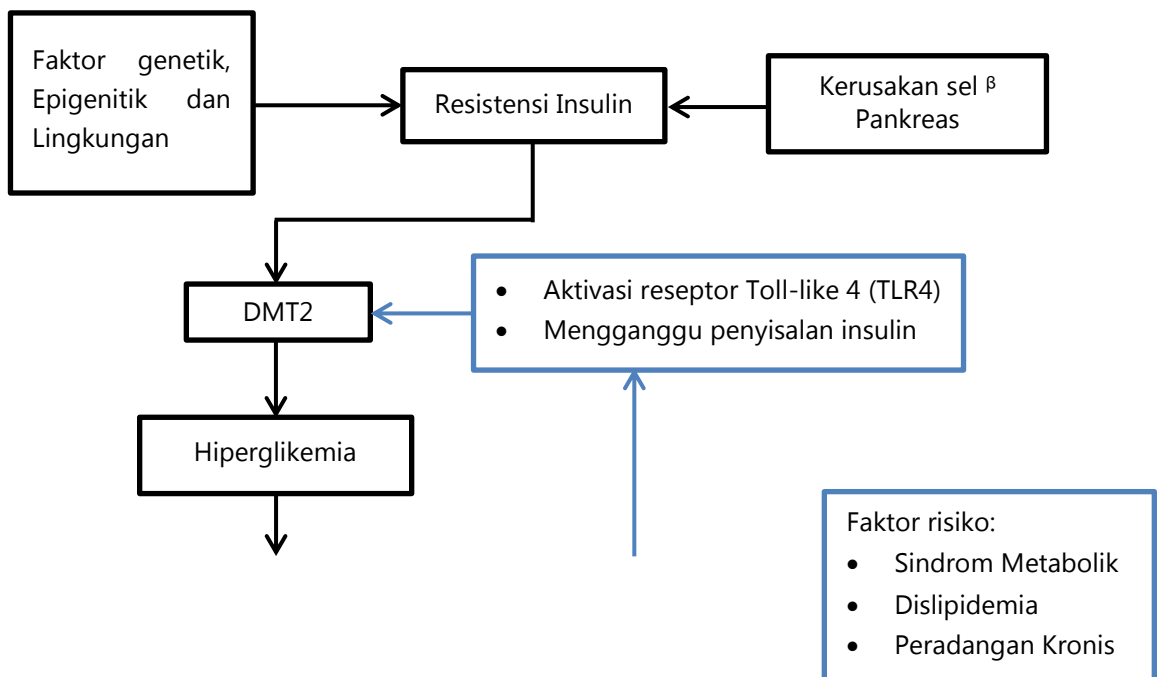 Faktor genetik,
Epigenitik dan
Lingkungan
Resistensi Insulin
Kerusakan sel β
Pankreas
DMT2
• Aktivasi reseptor Toll-like 4 (TLR4)
• Mengganggu penyisalan insulin
Hiperglikemia
Faktor risiko:
• Sindrom Metabolik
• Dislipidemia
• Peradangan Kronis